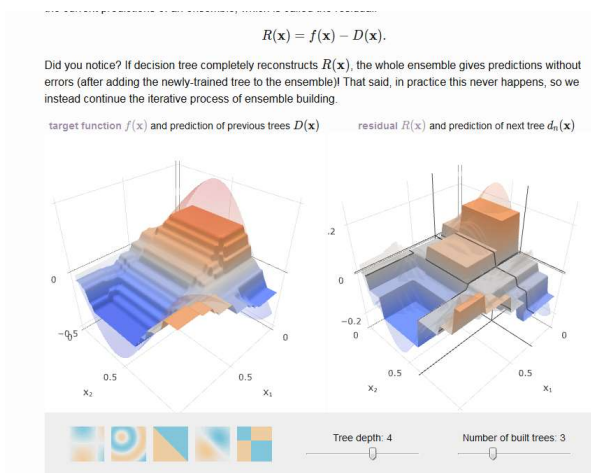 R(x) = f(x) − D(x).
Did you notice? If decision tree completely reconstructs R(x), the whole ensemble gives predictions without
errors (after adding the newly-trained tree to the ensemble)! That said, in practice this never happens, so we
instead continue the iterative process of ensemble building.
target function f(x) and prediction of previous trees D(x)
residual R(x) and prediction of next tree dₙ(x)
.2
0
0
−0.2
0
0
0
0.5
0.5
0.5
0.5
x₂
x₁
x₂
x₁
Tree depth: 4
Number of built trees: 3